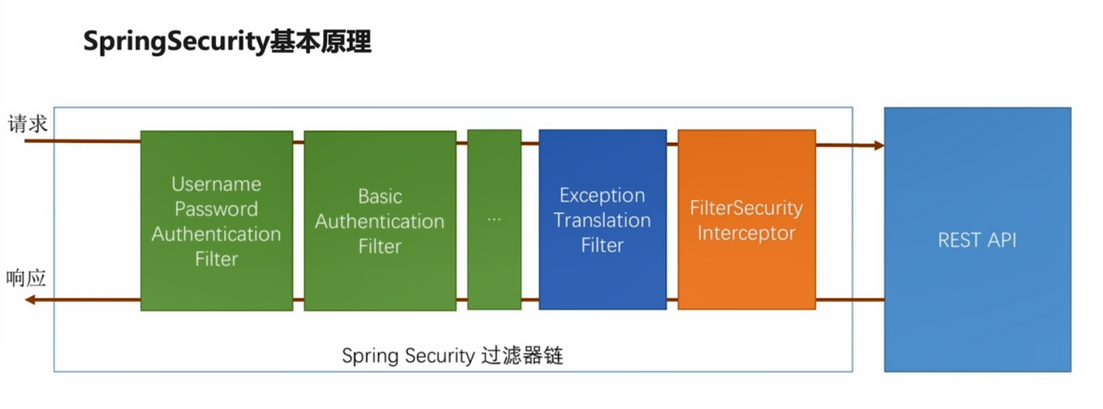 SpringSecurity基本原理
请求
Username
Password
Authentication
Filter
Basic
Authentication
Filter
...
Exception
Translation
Filter
FilterSecurity
Interceptor
REST API
响应
Spring Security 过滤器链